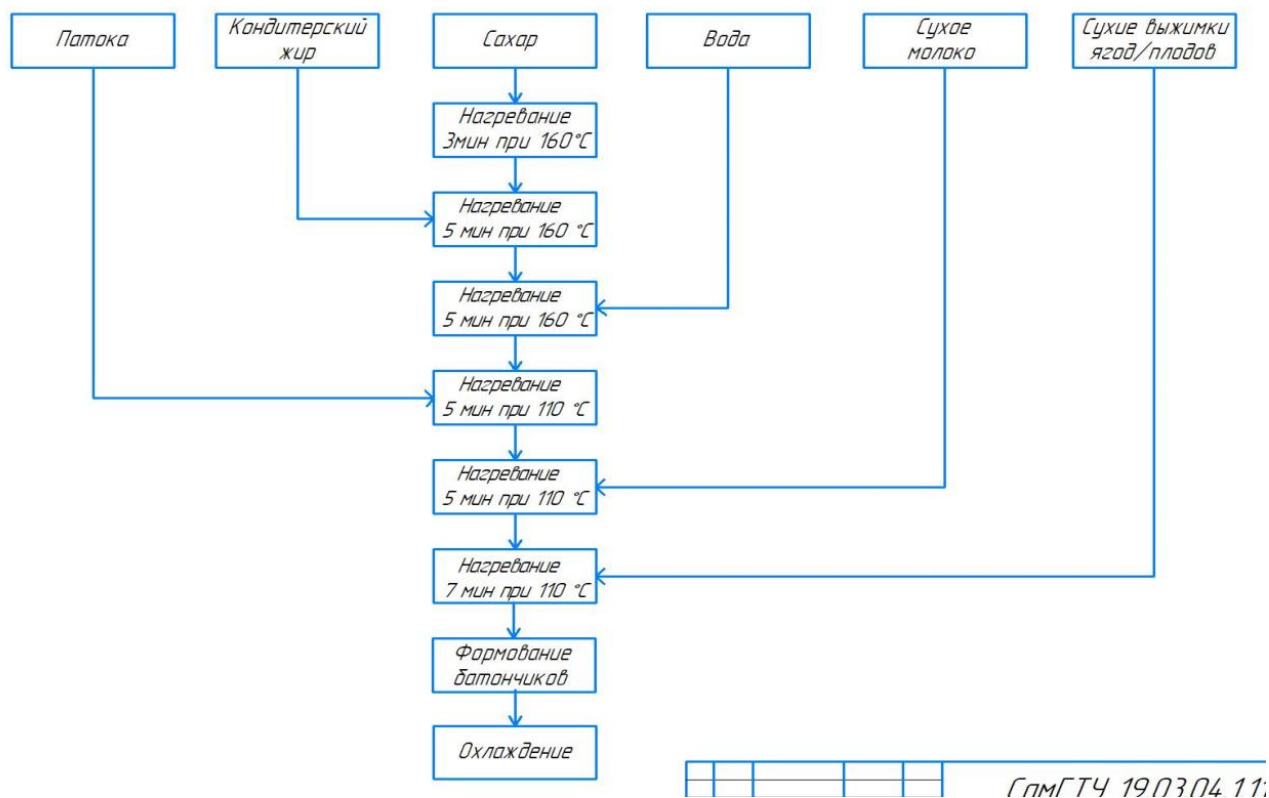 Патока
Кондитерский
жир
Сахар
Вода
Сухое
молоко
Сухие выжимки
ягод/плодов
Нагревание
3мин при 160°C
Нагревание
5 мин при 160 °C
Нагревание
5 мин при 160 °C
Нагревание
5 мин при 110 °C
Нагревание
5 мин при 110 °C
Нагревание
7 мин при 110 °C
Формование
батончиков
Охлаждение
СамГТУ 19.03.04.